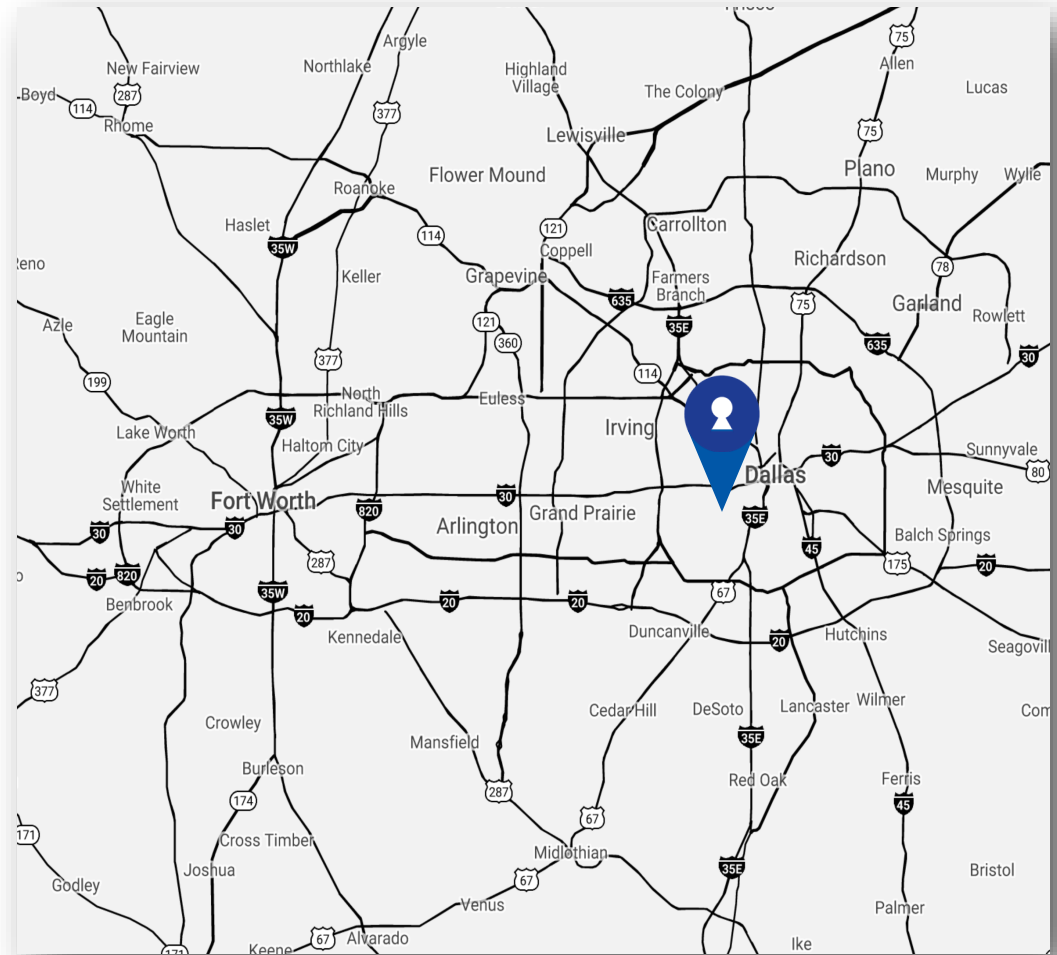 75
Argyle
New Fairview
Northlake
Highland
Village
Allen
The Colony
Lucas
Boyd
287
114
377
Rhome
75
Lewisville
Flower Mound
Plano
Murphy
Wylie
Roanoke
Haslet
35W
114
121
Carrollton
Coppell
Richardson
78
Keller
Grapevine
Farmers
Branch
635
75
Garland
Rowlett
Azle
Eagle
Mountain
121
360
35E
635
30
377
199
114
North
Richland Hills
Euless
35W
Lake Worth
Haltom City
Irving
30
Sunnyvale
80
White
Settlement
Fort Worth
820
30
Dallas
Mesquite
Arlington
Grand Prairie
35E
30
30
45
Balch Springs
175
20
20
820
287
35W
Benbrook
20
20
20
67
Kennedale
Duncanville
20
Hutchins
377
Crowley
Cedar Hill
DeSoto
Lancaster
Wilmer
Mansfield
35E
Burleson
287
Red Oak
Ferris
45
174
67
171
Cross Timber
Midlothian
Joshua
35E
Bristol
Godley
67
Venus
Palmer
67
Alvarado
Keene
Ike